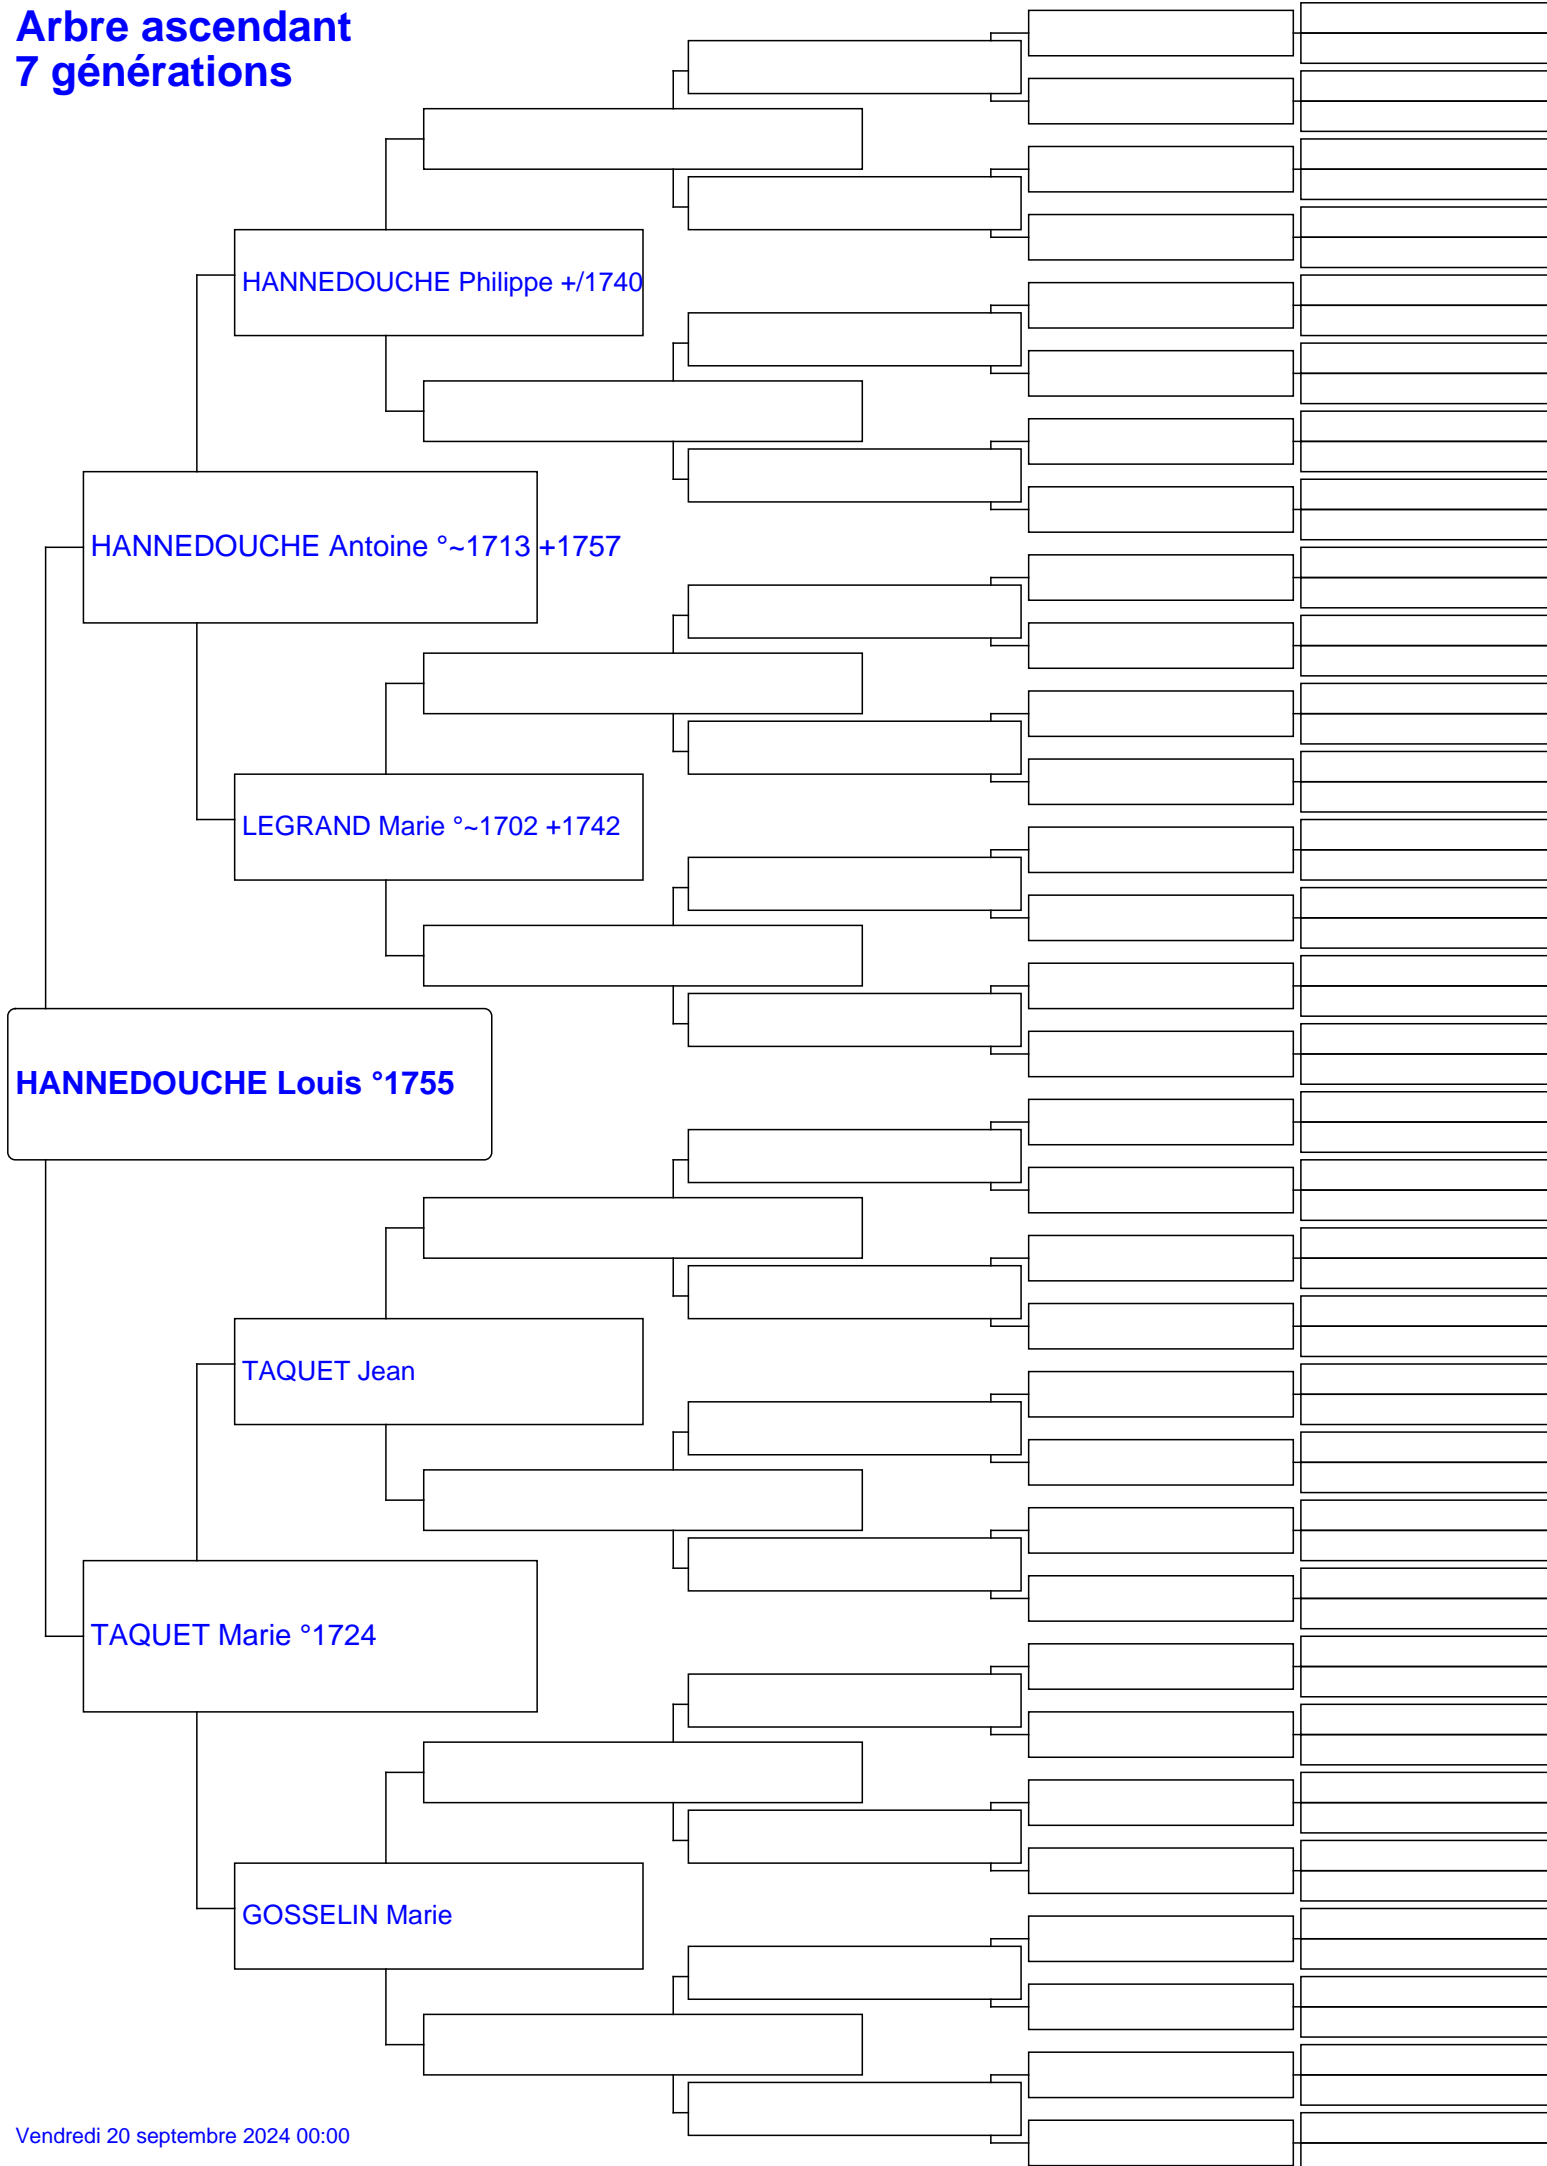 Arbre ascendant
7 générations
HANNEDOUCHE Philippe +/1740
HANNEDOUCHE Antoine °~1713 +1757
LEGRAND Marie °~1702 +1742
HANNEDOUCHE Louis °1755
TAQUET Jean
TAQUET Marie °1724
GOSSELIN Marie
Vendredi 20 septembre 2024 00:00